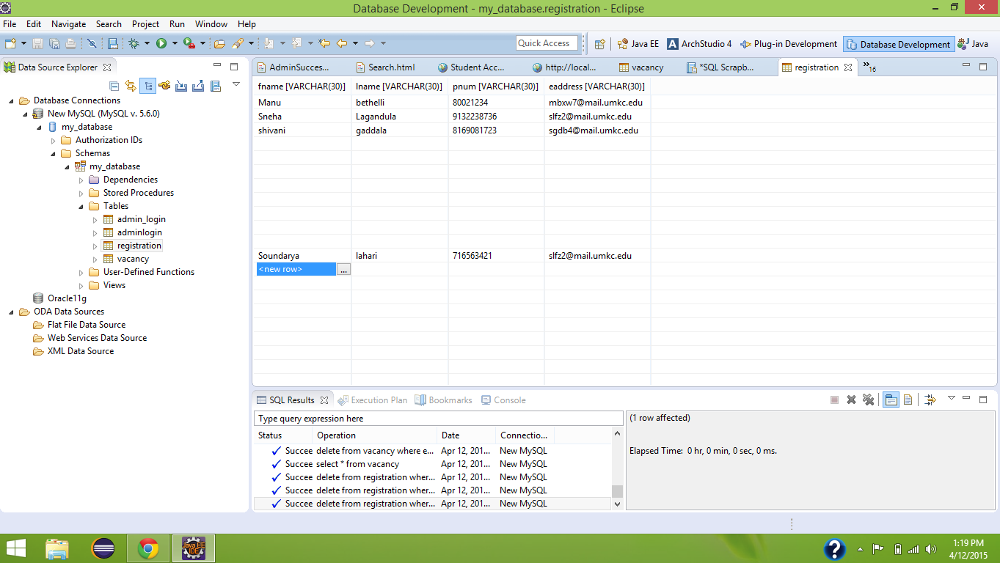 Database Development - my_database.registration - Eclipse
File Edit Navigate Search Project Run Window Help
Quick Access
Java EE
ArchStudio 4
Plug-in Development
Database Development
Java
Data Source Explorer
Database Connections
New MySQL (MySQL v. 5.6.0)
my_database
Authorization IDs
Schemas
my_database
Dependencies
Stored Procedures
Tables
admin_login
adminlogin
registration
vacancy
User-Defined Functions
Views
Oracle11g
ODA Data Sources
Flat File Data Source
Web Services Data Source
XML Data Source
AdminSucces... Search.html Student Acc... http://local... vacancy *SQL Scrapb... registration »16
fname [VARCHAR(30)] lname [VARCHAR(30)] pnum [VARCHAR(30)] eaddress [VARCHAR(30)]
Manu bethelli 80021234 mbxw7@mail.umkc.edu
Sneha Lagandula 9132238736 slfz2@mail.umkc.edu
shivani gaddala 8169081723 sgdb4@mail.umkc.edu
Soundarya lahari 716563421 slfz2@mail.umkc.edu
<new row> ...
SQL Results Execution Plan Bookmarks Console
Type query expression here
Status Operation Date Connectio...
Succee delete from vacancy where e... Apr 12, 201... New MySQL
Succee select * from vacancy Apr 12, 201... New MySQL
Succee delete from registration wher... Apr 12, 201... New MySQL
Succee delete from registration wher... Apr 12, 201... New MySQL
Succee delete from registration wher... Apr 12, 201... New MySQL
(1 row affected)
Elapsed Time: 0 hr, 0 min, 0 sec, 0 ms.
Java EE
IDE
1:19 PM
4/12/2015